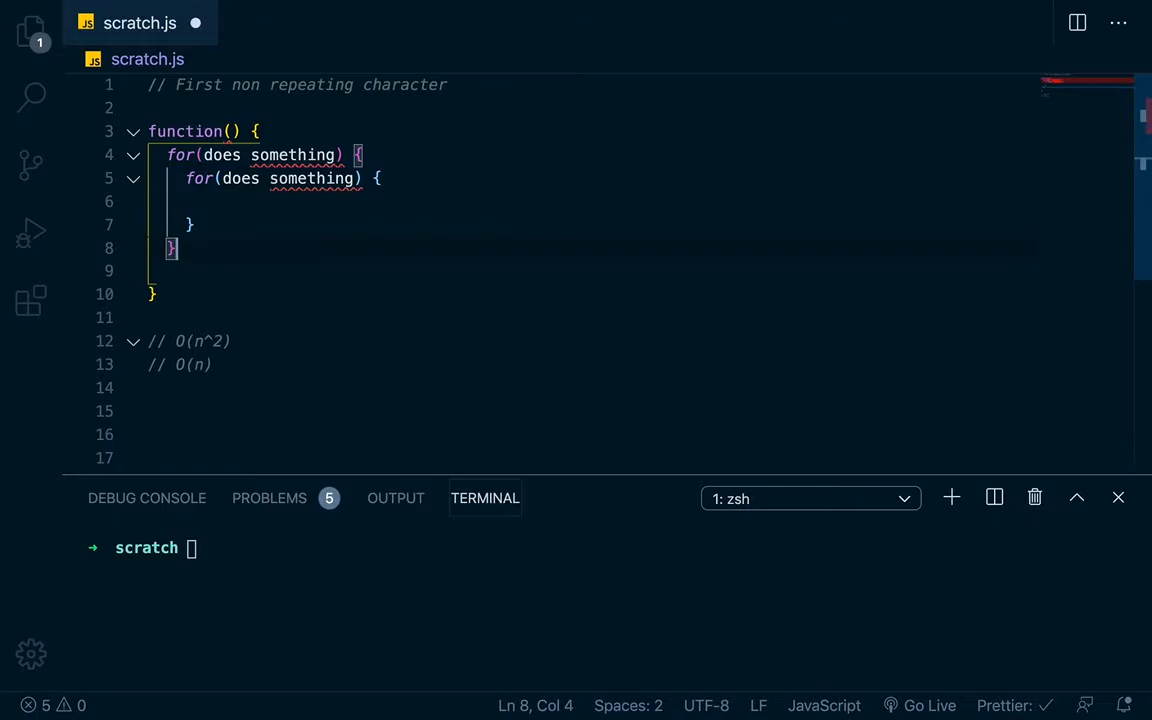 1
JS scratch.js
JS scratch.js
1 // First non repeating character
2
3 function() {
4 for(does something) {
5 for(does something) {
6
7 }
8 }
9
10 }
11
12 // O(n^2)
13 // O(n)
14
15
16
17
DEBUG CONSOLE PROBLEMS 5 OUTPUT TERMINAL 1: zsh
→ scratch
5 0 Ln 8, Col 4 Spaces: 2 UTF-8 LF JavaScript Go Live Prettier: ✓